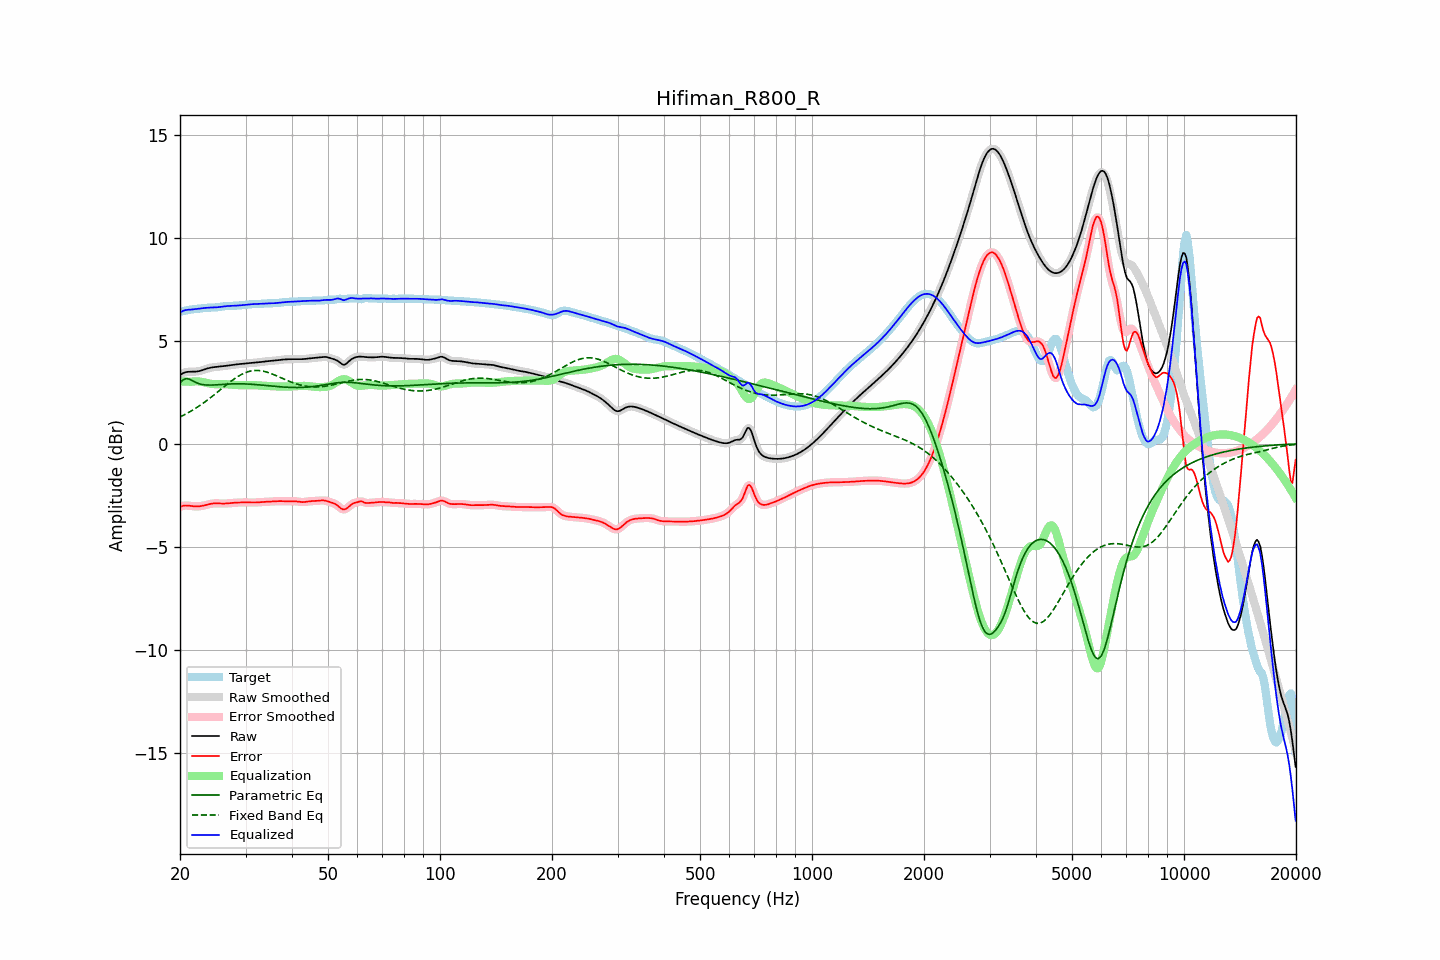 Hifiman_R800_R
Amplitude (dBr)
15
10
5
0
−5
−10
−15
Target
Raw Smoothed
Error Smoothed
Raw
Error
Equalization
Parametric Eq
Fixed Band Eq
Equalized
20 50 100 200 500 1000 2000 5000 10000 20000
Frequency (Hz)